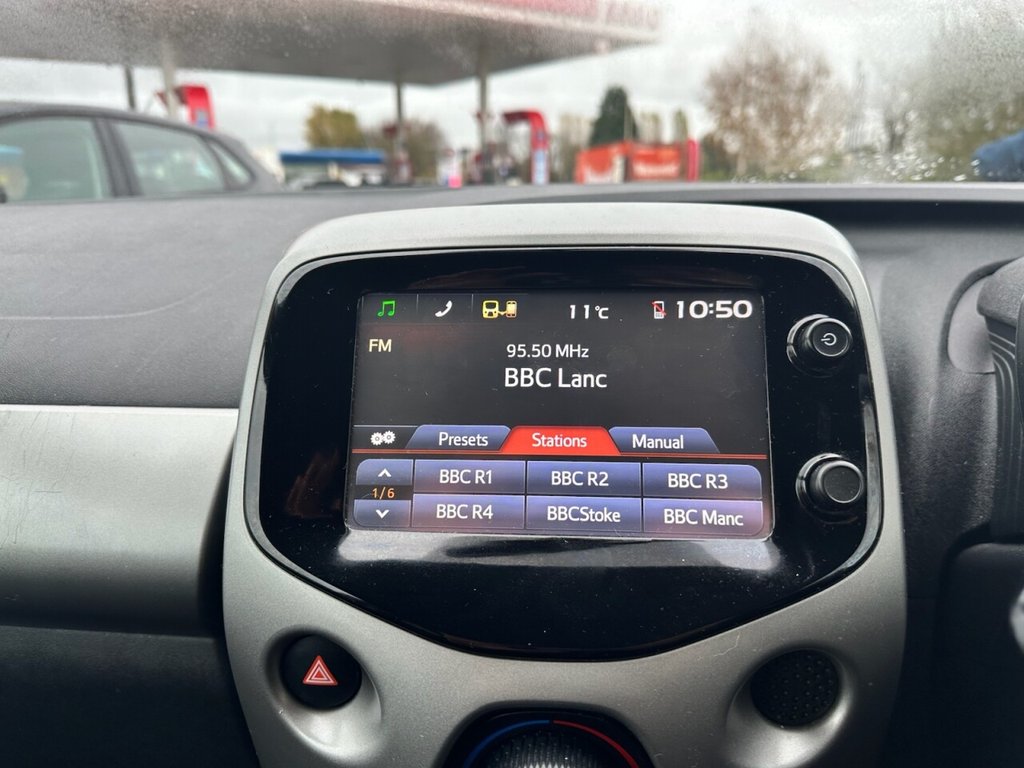 11°C 10:50
FM
95.50 MHz
BBC Lanc
Presets Stations Manual
BBC R1 BBC R2 BBC R3
1/6
BBC R4 BBCStoke BBC Manc